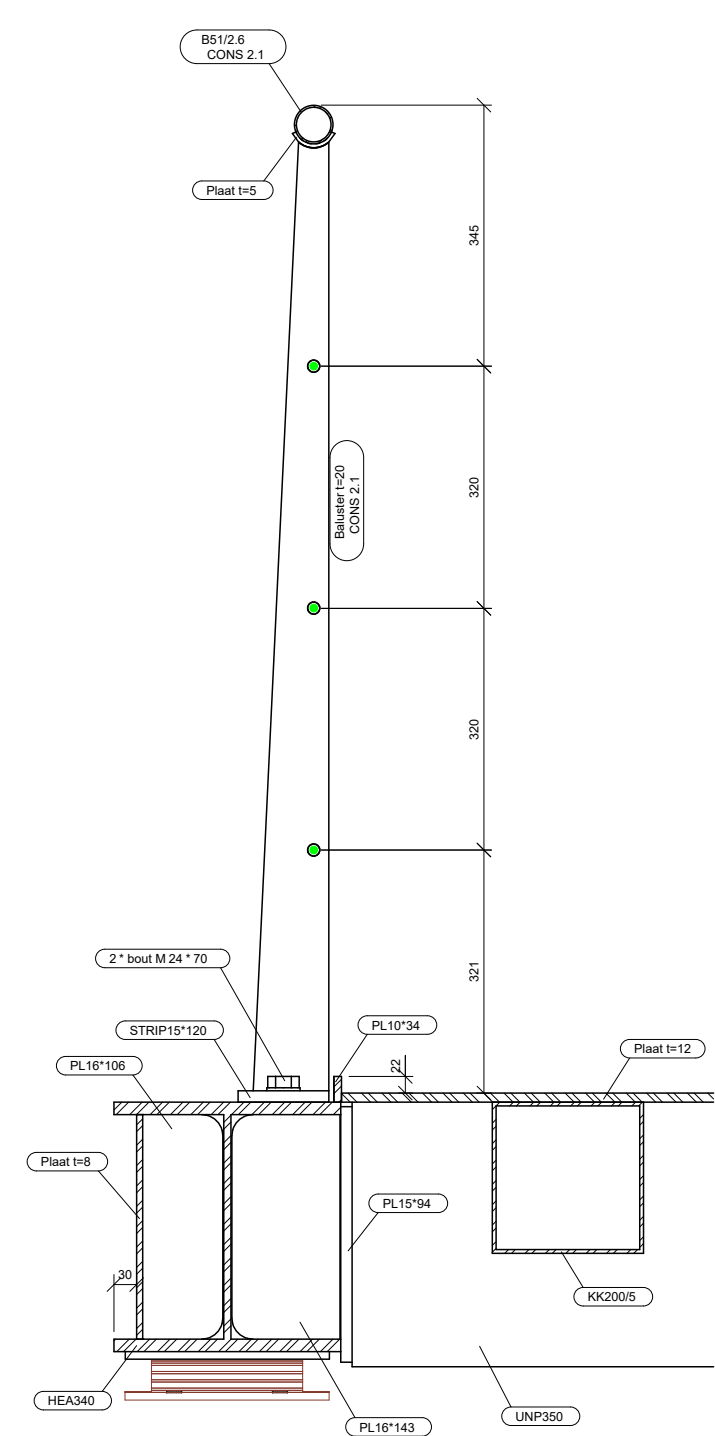 B51/2.6
CONS 2.1
Plaat t=5
345
320
Baluster t=20
CONS 2.1
320
321
2 * bout M 24 * 70
STRIP15*120
PL10*34
22
PL16*106
Plaat t=12
Plaat t=8
PL15*94
30
KK200/5
HEA340
UNP350
PL16*143